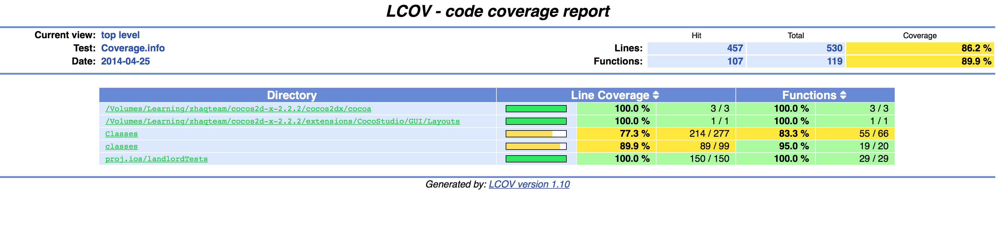 LCOV - code coverage report
Current view: top level
Hit Total Coverage
Test: Coverage.info Lines: 457 530 86.2 %
Date: 2014-04-25 Functions: 107 119 89.9 %
Directory Line Coverage Functions
/Volumes/Learning/zhaqteam/cocos2d-x-2.2.2/cocos2dx/cocoa 100.0 % 3 / 3 100.0 % 3 / 3
/Volumes/Learning/zhaqteam/cocos2d-x-2.2.2/extensions/CocoStudio/GUI/Layouts 100.0 % 1 / 1 100.0 % 1 / 1
Classes 77.3 % 214 / 277 83.3 % 55 / 66
classes 89.9 % 89 / 99 95.0 % 19 / 20
proj.ios/landlordTests 100.0 % 150 / 150 100.0 % 29 / 29
Generated by: LCOV version 1.10